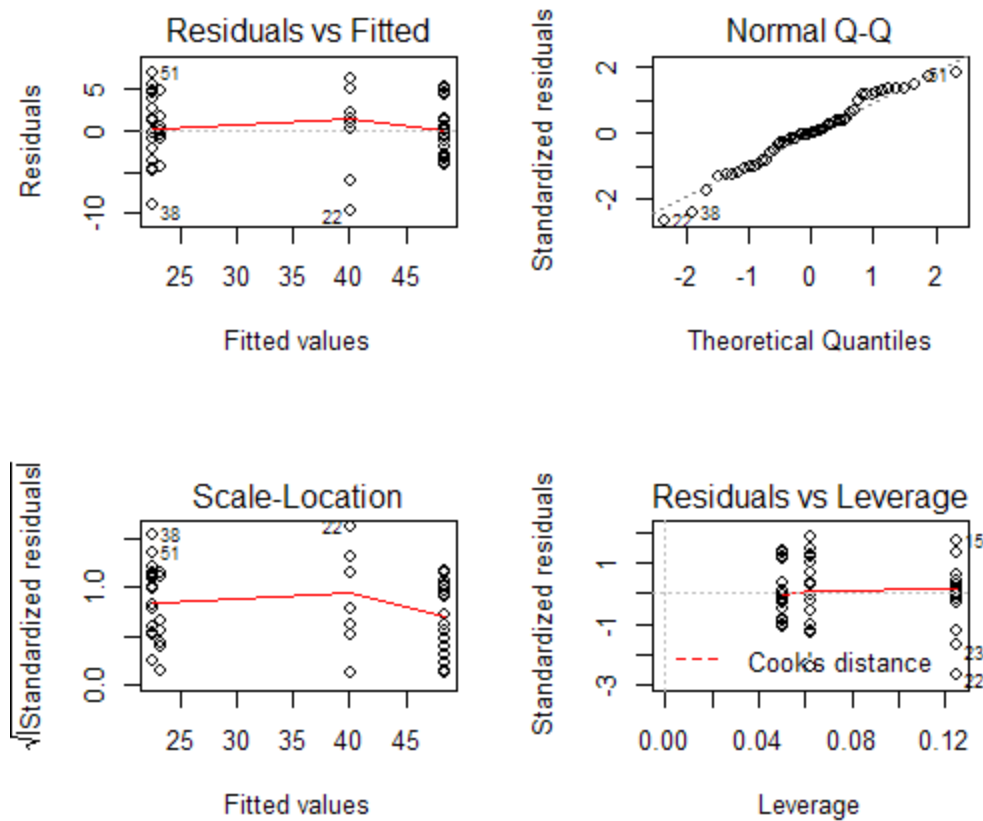 Residuals vs Fitted
Residuals
5
0
-10
51
38
22
25 30 35 40 45
Fitted values
Normal Q-Q
Standardized residuals
2
0
-2
51
38
22
-2 -1 0 1 2
Theoretical Quantiles
Scale-Location
√|Standardized residuals|
1.0
0.0
38
51
22
25 30 35 40 45
Fitted values
Residuals vs Leverage
Standardized residuals
1
-1
-3
15
23
22
Cook's distance
0.00 0.04 0.08 0.12
Leverage